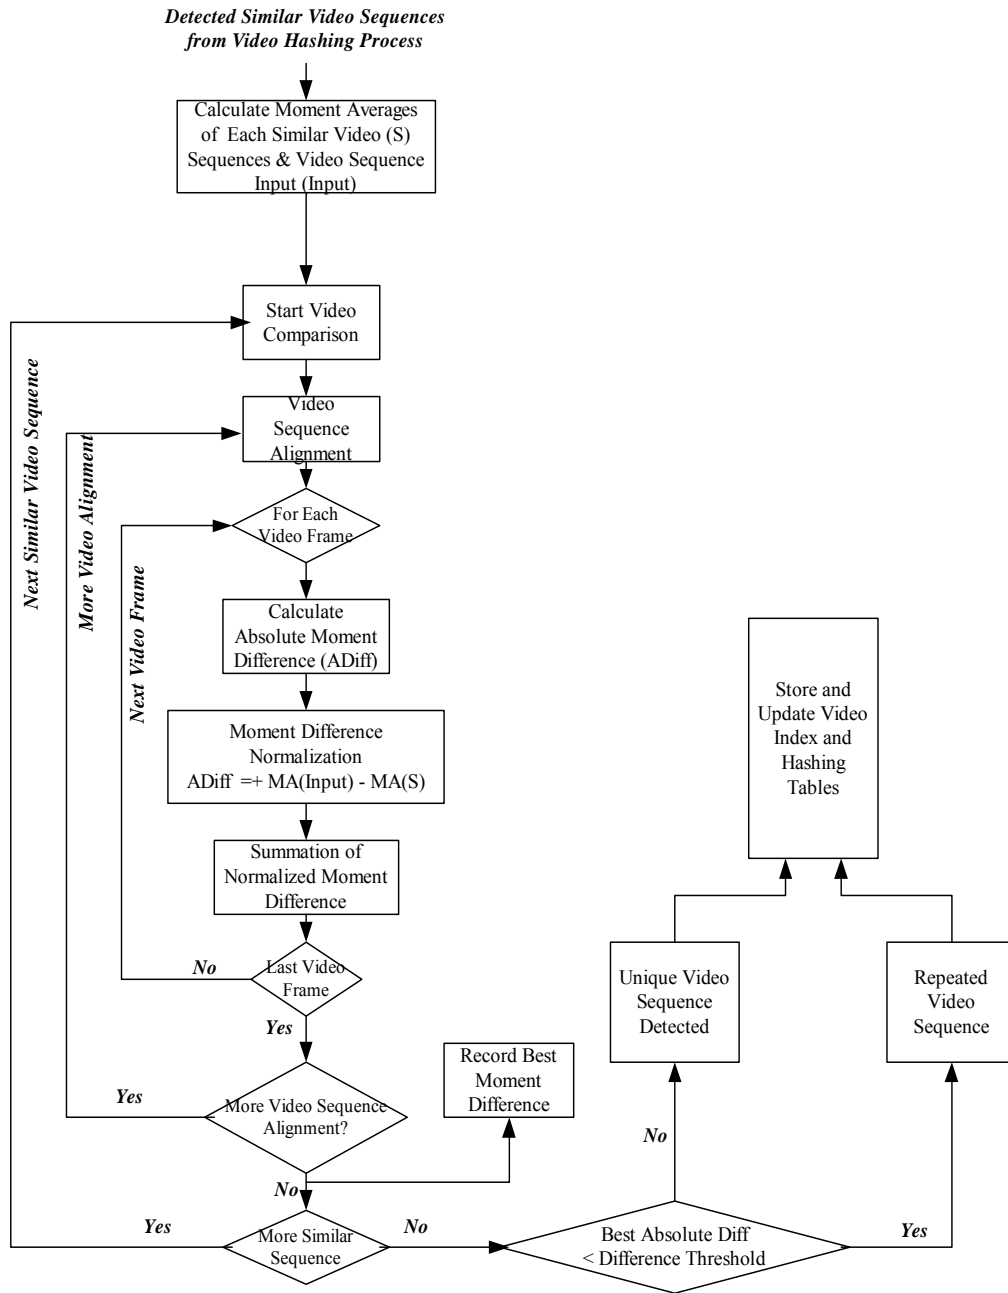 Detected Similar Video Sequences
from Video Hashing Process
Calculate Moment Averages
of Each Similar Video (S)
Sequences & Video Sequence
Input (Input)
Start Video
Comparison
Video
Sequence
Alignment
For Each
Video Frame
Calculate
Absolute Moment
Difference (ADiff)
Moment Difference
Normalization
ADiff =+ MA(Input) - MA(S)
Summation of
Normalized Moment
Difference
Last Video
Frame
No
Yes
More Video Sequence
Alignment?
Yes
No
More Similar
Sequence
Yes
No
Next Similar Video Sequence
More Video Alignment
Next Video Frame
Record Best
Moment
Difference
Best Absolute Diff
< Difference Threshold
No
Yes
Unique Video
Sequence
Detected
Repeated
Video
Sequence
Store and
Update Video
Index and
Hashing
Tables